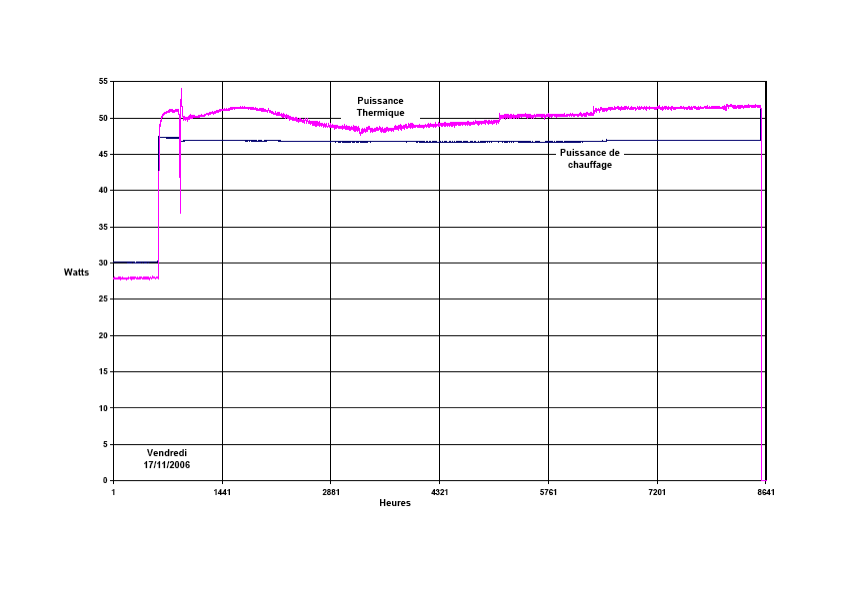 55
50
45
40
35
30
25
20
15
10
5
0
Watts
Puissance
Thermique
Puissance de
chauffage
Vendredi
17/11/2006
1 1441 2881 4321 5761 7201 8641
Heures